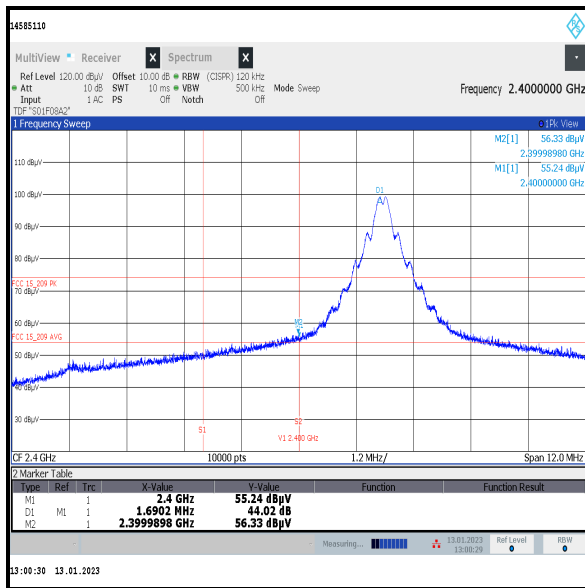 14585110
MultiView Receiver X Spectrum X
Ref Level 120.00 dBµV Offset 10.00 dB RBW (CISPR) 120 kHz
Att 10 dB SWT 10 ms VBW 500 kHz Mode Sweep Frequency 2.4000000 GHz
Input 1 AC PS Off Notch Off
TDF "S01F08A2"
1 Frequency Sweep 1Pk View
M2[1] 56.33 dBµV
2.39998980 GHz
M1[1] 55.24 dBµV
2.40000000 GHz
110 dBµV
100 dBµV
D1
90 dBµV
80 dBµV
FCC 15_209 PK
70 dBµV
60 dBµV
M2
FCC 15_209 AVG
50 dBµV
40 dBµV
30 dBµV
S1
S2
V1 2.400 GHz
CF 2.4 GHz 10000 pts 1.2 MHz/ Span 12.0 MHz
2 Marker Table
Type Ref Trc X-Value Y-Value Function Function Result
M1 1 2.4 GHz 55.24 dBµV
D1 M1 1 1.6902 MHz 44.02 dB
M2 1 2.3999898 GHz 56.33 dBµV
Measuring... 13.01.2023 13:00:29 Ref Level RBW
13:00:30 13.01.2023